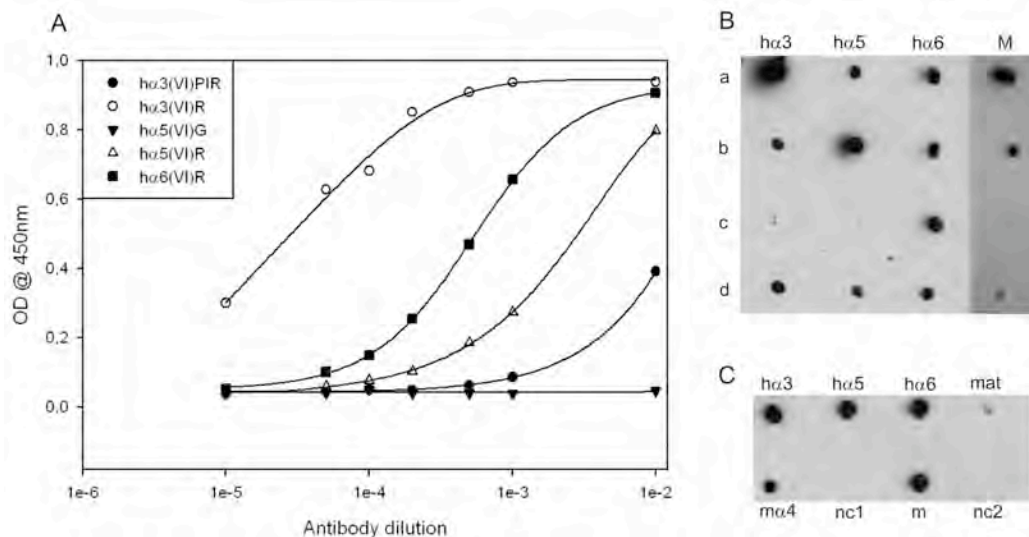 A
OD @ 450nm
1,0
0,8
0,6
0,4
0,2
0,0
hα3(VI)PIR
hα3(VI)R
hα5(VI)G
hα5(VI)R
hα6(VI)R
1e-6 1e-5 1e-4 1e-3 1e-2
Antibody dilution
B
hα3 hα5 hα6 M
a
b
c
d
C
hα3 hα5 hα6 mat
mα4 nc1 m nc2